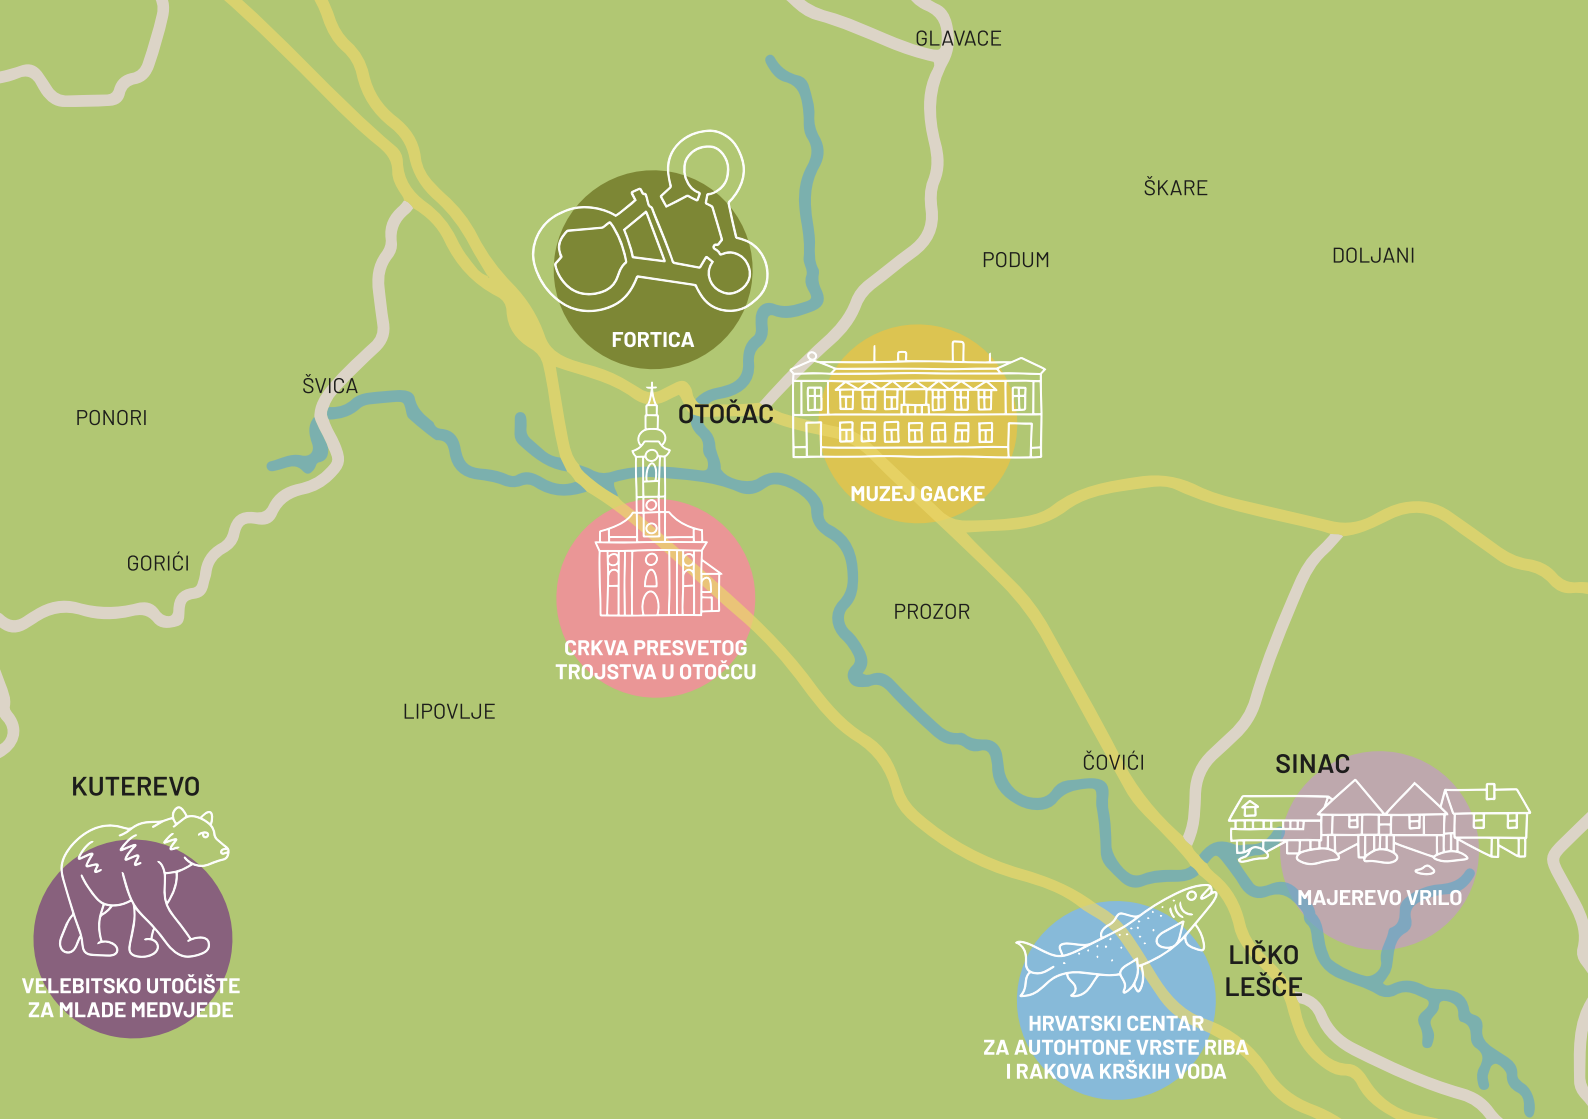 GLAVACE
ŠKARE
PODUM
DOLJANI
FORTICA
ŠVICA
PONORI
OTOČAC
MUZEJ GACKE
GORIĆI
PROZOR
CRKVA PRESVETOG
TROJSTVA U OTOČCU
LIPOVLJE
ČOVIĆI
SINAC
KUTEREVO
MAJEREVO VRILO
LIČKO
LEŠĆE
VELEBITSKO UTOČIŠTE
ZA MLADE MEDVJEDE
HRVATSKI CENTAR
ZA AUTOHTONE VRSTE RIBA
I RAKOVA KRŠKIH VODA